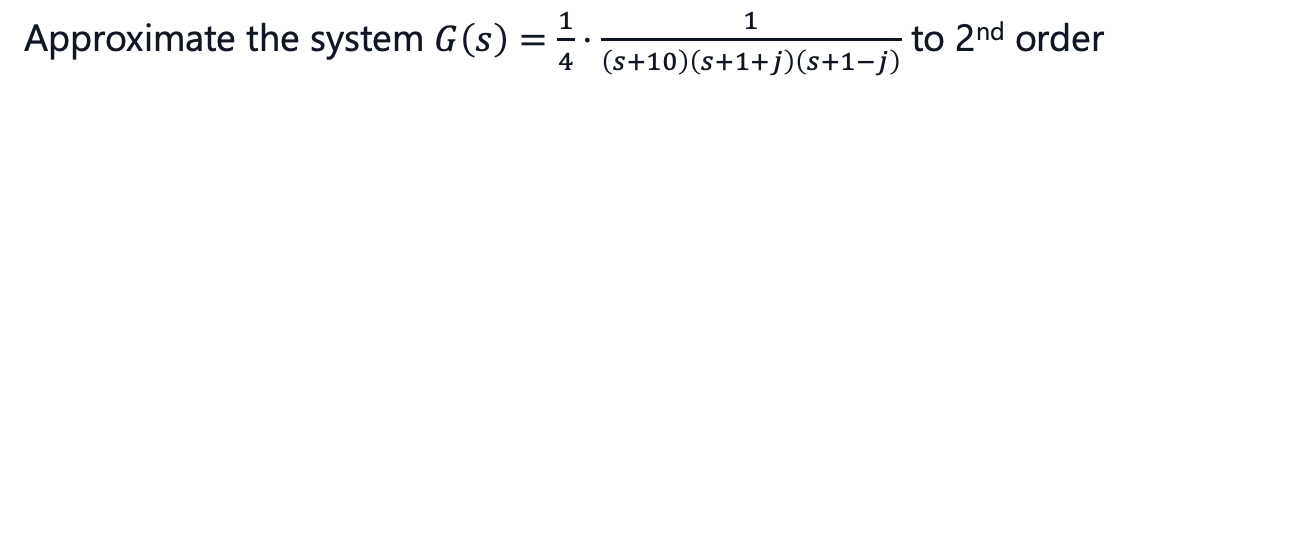 Approximate the system G(s) = 1/4 · 1/((s+10)(s+1+j)(s+1−j)) to 2nd order